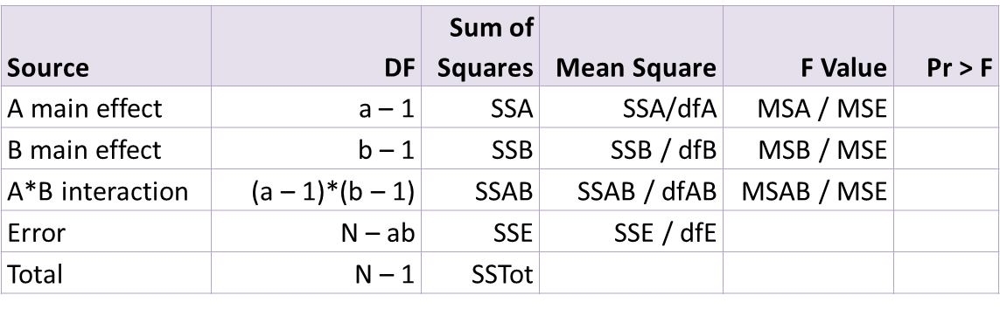 Source DF Sum of Squares Mean Square F Value Pr > F
A main effect a – 1 SSA SSA/dfA MSA / MSE
B main effect b – 1 SSB SSB / dfB MSB / MSE
A*B interaction (a – 1)*(b – 1) SSAB SSAB / dfAB MSAB / MSE
Error N – ab SSE SSE / dfE
Total N – 1 SSTot